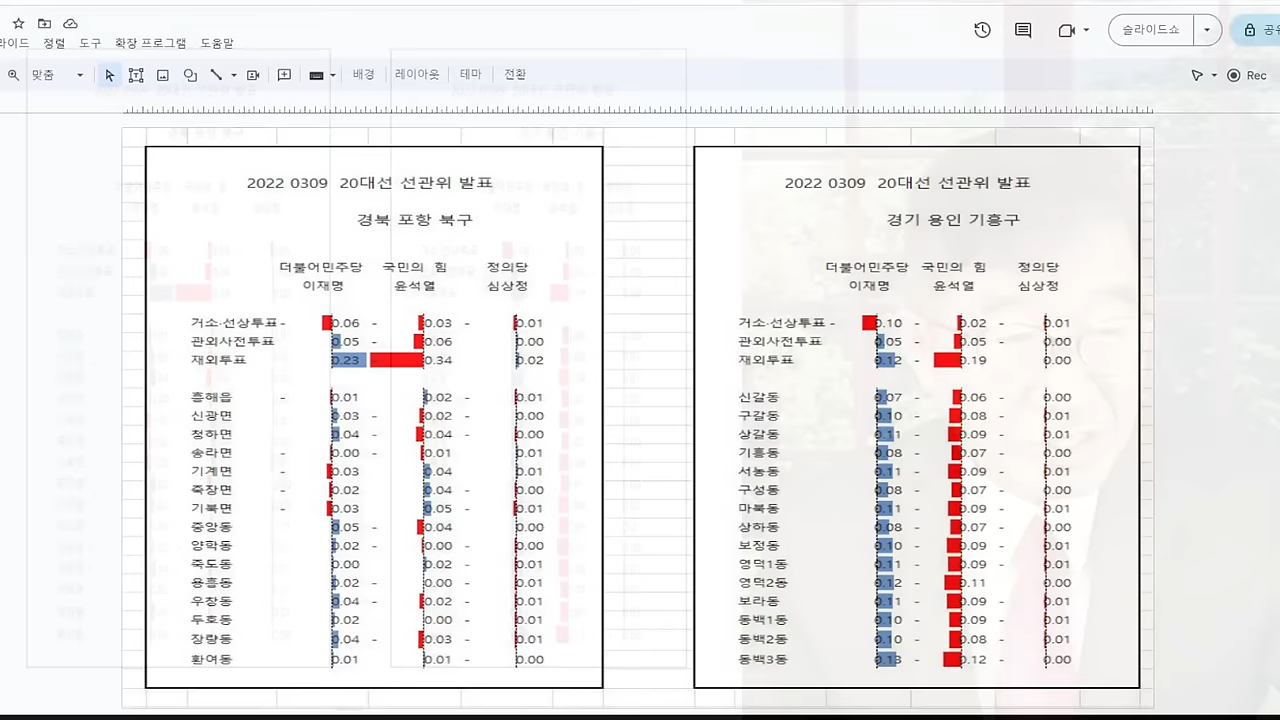 라이드 정렬 도구 확장 프로그램 도움말
슬라이드쇼 공유
맞춤 배경 레이아웃 테마 전환 Rec
2022 0309 20대선 선관위 발표
경북 포항 북구
더불어민주당 국민의 힘 정의당
이재명 윤석열 심상정
거소·선상투표 - 0.06 - 0.03 - 0.01
관외사전투표 0.05 - 0.06 0.00
재외투표 0.23 - 0.34 0.02
흥해읍 - 0.01 0.02 - 0.01
신광면 0.03 - 0.02 - 0.00
청하면 0.04 - 0.04 - 0.00
송라면 - 0.00 - 0.01 - 0.01
기계면 - 0.03 0.04 - 0.01
죽장면 - 0.02 0.04 - 0.00
기북면 - 0.03 0.05 - 0.01
중앙동 0.05 - 0.04 - 0.00
양학동 0.02 - 0.00 - 0.01
죽도동 0.00 0.02 - 0.01
용흥동 0.02 - 0.00 - 0.01
우창동 0.04 - 0.02 - 0.01
두호동 0.02 0.00 - 0.01
장량동 0.04 - 0.03 - 0.01
환여동 0.01 0.01 - 0.00
2022 0309 20대선 선관위 발표
경기 용인 기흥구
더불어민주당 국민의 힘 정의당
이재명 윤석열 심상정
거소·선상투표 - 0.10 - 0.02 - 0.01
관외사전투표 0.05 - 0.05 - 0.00
재외투표 0.12 - 0.19 0.00
신갈동 0.07 - 0.06 - 0.00
구갈동 0.10 - 0.08 - 0.01
상갈동 0.11 - 0.09 - 0.01
기흥동 0.08 - 0.07 - 0.00
서농동 0.11 - 0.09 - 0.01
구성동 0.08 - 0.07 - 0.00
마북동 0.11 - 0.09 - 0.01
상하동 0.08 - 0.07 - 0.00
보정동 0.10 - 0.09 - 0.01
영덕1동 0.11 - 0.09 - 0.01
영덕2동 0.12 - 0.11 0.00
보라동 0.11 - 0.09 - 0.01
동백1동 0.10 - 0.09 - 0.01
동백2동 0.10 - 0.08 - 0.01
동백3동 0.13 - 0.12 - 0.00